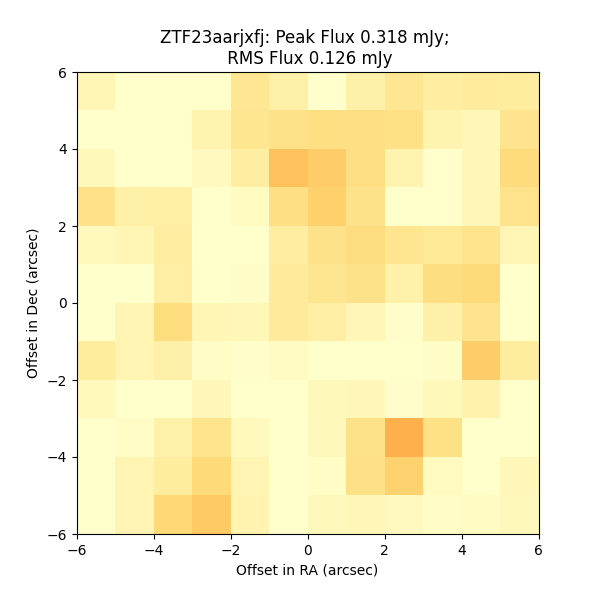 ZTF23aarjxfj: Peak Flux 0.318 mJy;
RMS Flux 0.126 mJy
6
4
2
0
−2
−4
−6
Offset in Dec (arcsec)
−6 −4 −2 0 2 4 6
Offset in RA (arcsec)